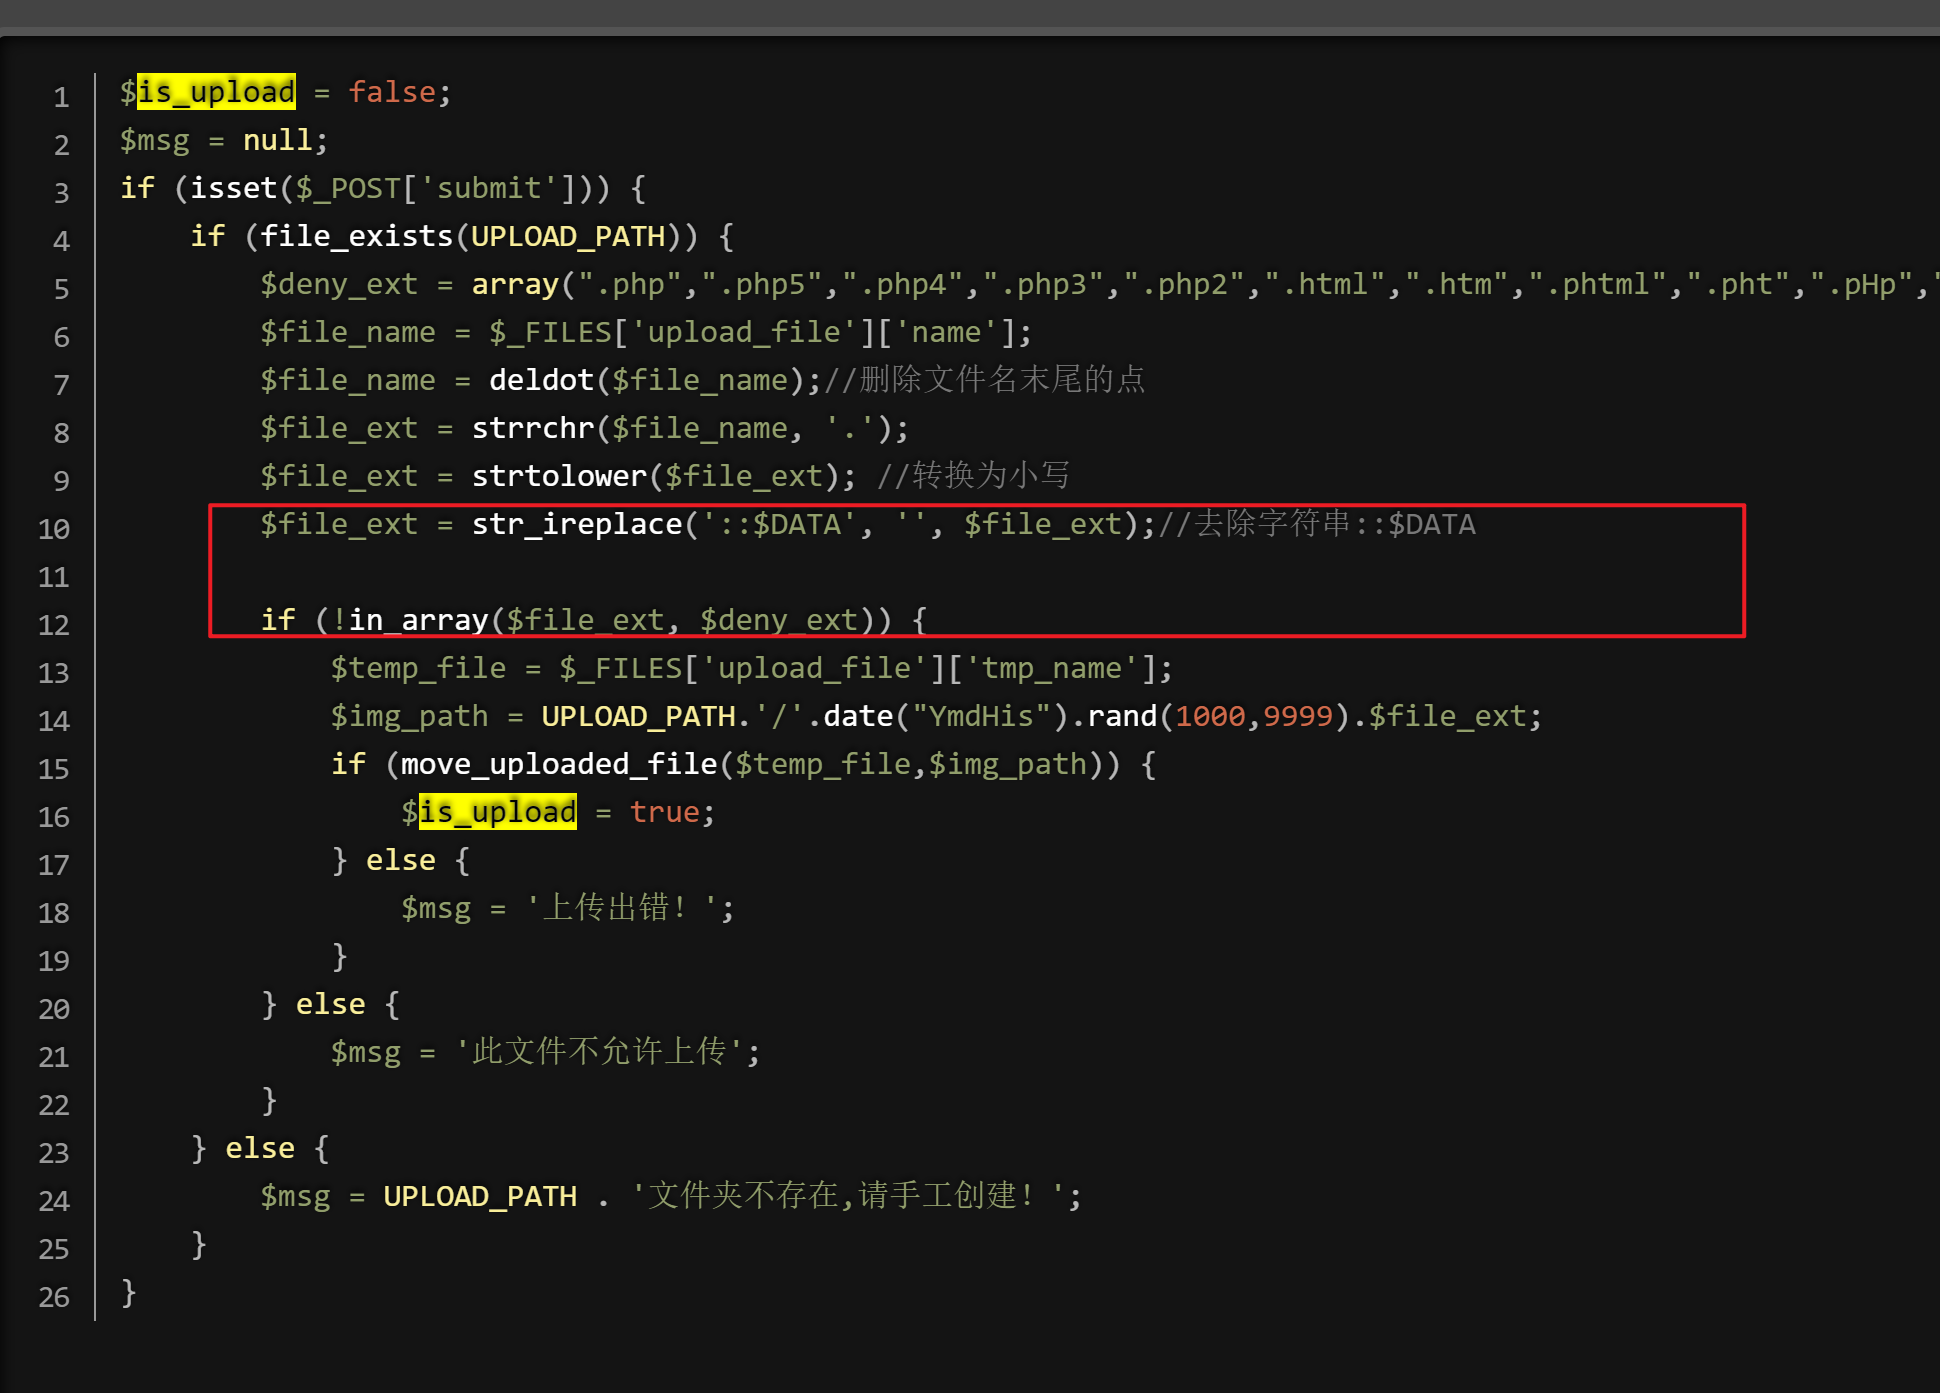 1 $is_upload = false;
2 $msg = null;
3 if (isset($_POST['submit'])) {
4 if (file_exists(UPLOAD_PATH)) {
5 $deny_ext = array(".php",".php5",".php4",".php3",".php2",".html",".htm",".phtml",".pht",".pHp","
6 $file_name = $_FILES['upload_file']['name'];
7 $file_name = deldot($file_name);//删除文件名末尾的点
8 $file_ext = strrchr($file_name, '.');
9 $file_ext = strtolower($file_ext); //转换为小写
10 $file_ext = str_ireplace('::$DATA', '', $file_ext);//去除字符串::$DATA
11
12 if (!in_array($file_ext, $deny_ext)) {
13 $temp_file = $_FILES['upload_file']['tmp_name'];
14 $img_path = UPLOAD_PATH.'/'.date("YmdHis").rand(1000,9999).$file_ext;
15 if (move_uploaded_file($temp_file,$img_path)) {
16 $is_upload = true;
17 } else {
18 $msg = '上传出错！';
19 }
20 } else {
21 $msg = '此文件不允许上传';
22 }
23 } else {
24 $msg = UPLOAD_PATH . '文件夹不存在,请手工创建！';
25 }
26 }